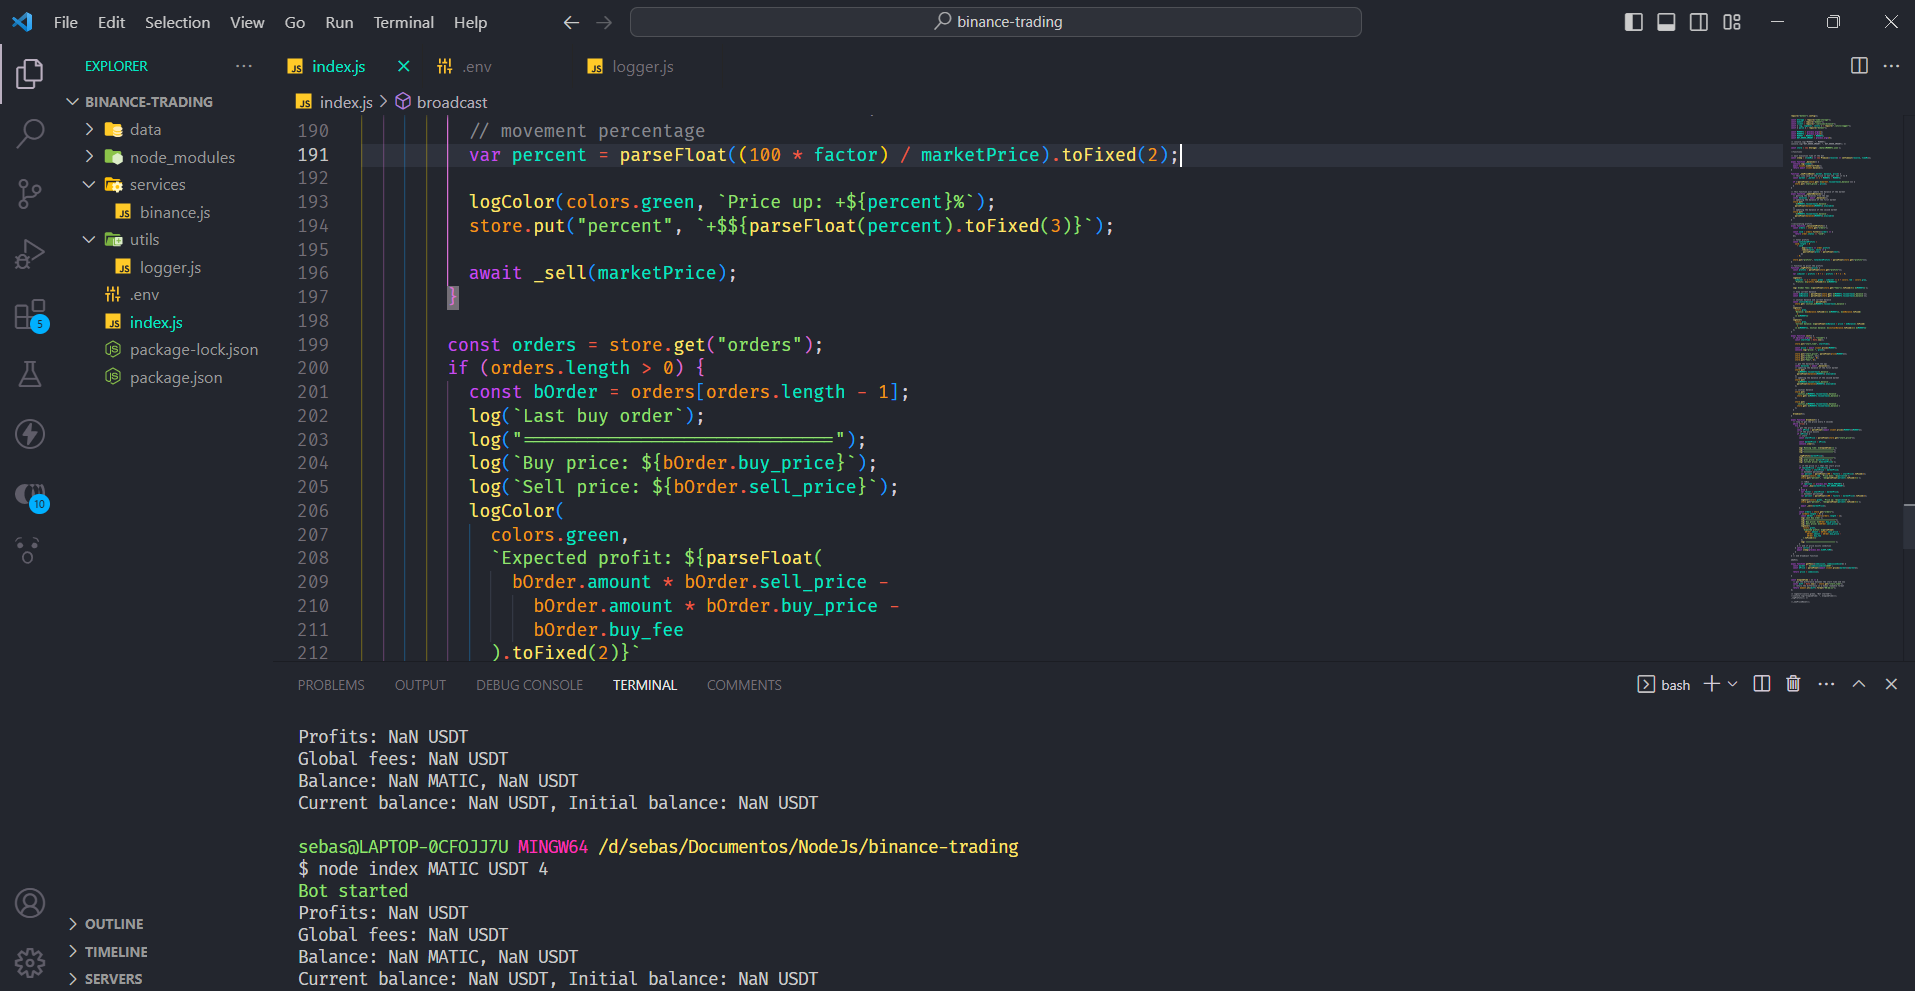 File Edit Selection View Go Run Terminal Help
binance-trading
EXPLORER
BINANCE-TRADING
data
node_modules
services
binance.js
utils
logger.js
.env
index.js
package-lock.json
package.json
5
10
OUTLINE
TIMELINE
SERVERS
index.js .env logger.js
index.js > broadcast
190 // movement percentage
191 var percent = parseFloat((100 * factor) / marketPrice).toFixed(2);
192
193 logColor(colors.green, `Price up: +${percent}%`);
194 store.put("percent", `+$${parseFloat(percent).toFixed(3)}`);
195
196 await _sell(marketPrice);
197 }
198
199 const orders = store.get("orders");
200 if (orders.length > 0) {
201 const bOrder = orders[orders.length - 1];
202 log(`Last buy order`);
203 log("=============================");
204 log(`Buy price: ${bOrder.buy_price}`);
205 log(`Sell price: ${bOrder.sell_price}`);
206 logColor(
207 colors.green,
208 `Expected profit: ${parseFloat(
209 bOrder.amount * bOrder.sell_price -
210 bOrder.amount * bOrder.buy_price -
211 bOrder.buy_fee
212 ).toFixed(2)}`
PROBLEMS OUTPUT DEBUG CONSOLE TERMINAL COMMENTS
bash
Profits: NaN USDT
Global fees: NaN USDT
Balance: NaN MATIC, NaN USDT
Current balance: NaN USDT, Initial balance: NaN USDT
sebas@LAPTOP-0CFOJJ7U MINGW64 /d/sebas/Documentos/NodeJs/binance-trading
$ node index MATIC USDT 4
Bot started
Profits: NaN USDT
Global fees: NaN USDT
Balance: NaN MATIC, NaN USDT
Current balance: NaN USDT, Initial balance: NaN USDT